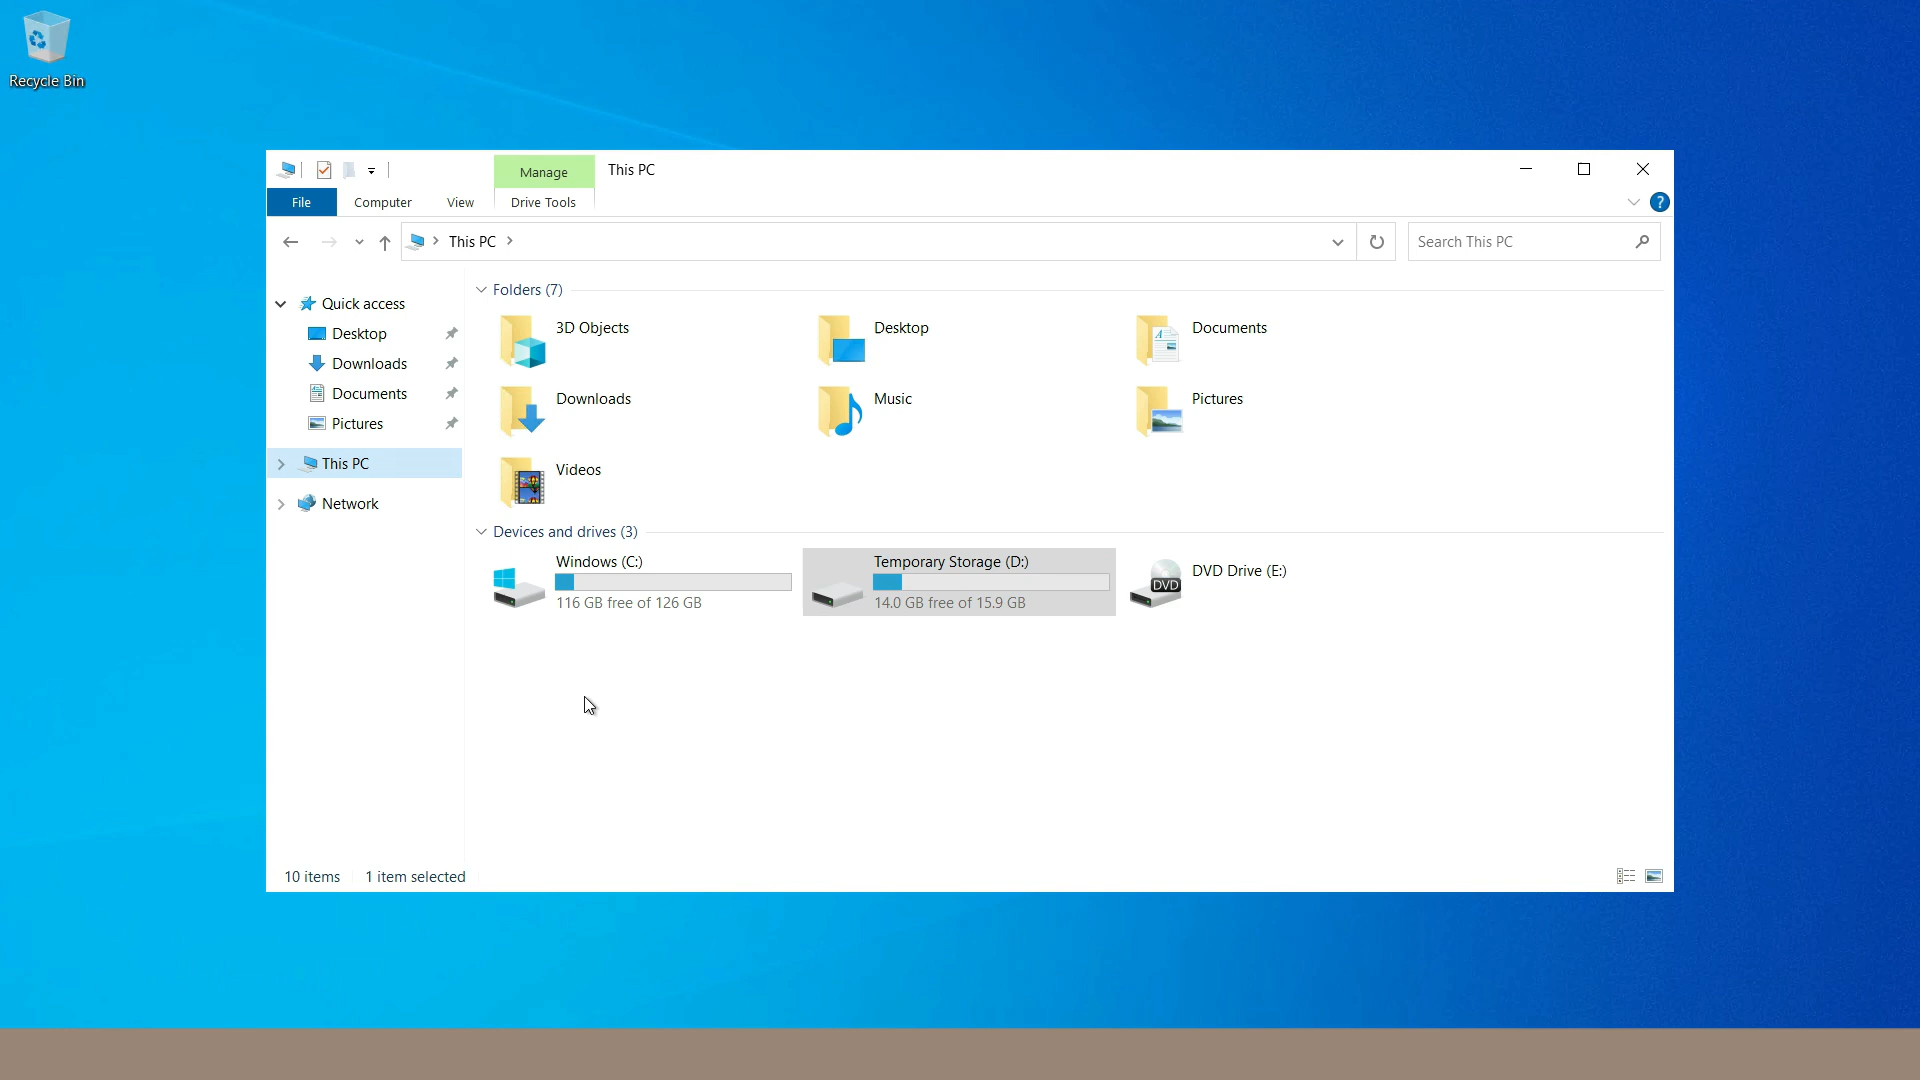 Recycle Bin
Manage
This PC
File
Computer
View
Drive Tools
?
This PC
Search This PC
Quick access
Desktop
Downloads
Documents
Pictures
This PC
Network
Folders (7)
3D Objects
Desktop
Documents
Downloads
Music
Pictures
Videos
Devices and drives (3)
Windows (C:)
116 GB free of 126 GB
Temporary Storage (D:)
14.0 GB free of 15.9 GB
DVD
DVD Drive (E:)
10 items
1 item selected